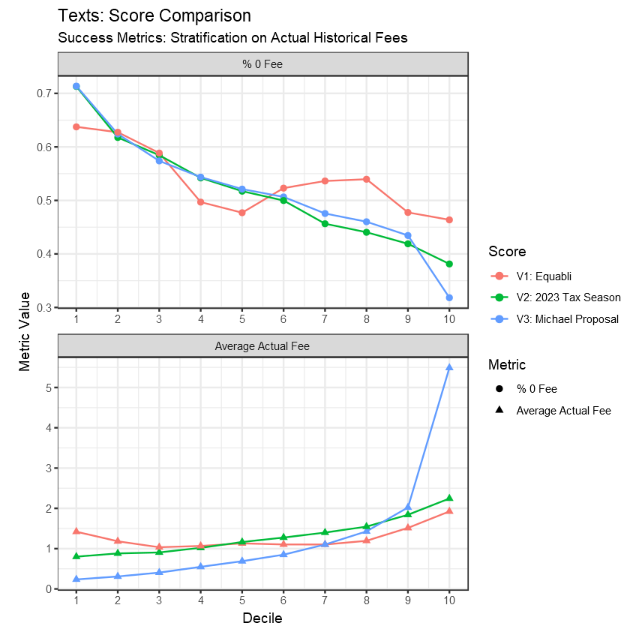 Texts: Score Comparison
Success Metrics: Stratification on Actual Historical Fees
% 0 Fee
0.7
0.6
0.5
0.4
0.3
1 2 3 4 5 6 7 8 9 10
Metric Value
Average Actual Fee
5
4
3
2
1
0
1 2 3 4 5 6 7 8 9 10
Decile
Score
V1: Equabli
V2: 2023 Tax Season
V3: Michael Proposal
Metric
% 0 Fee
Average Actual Fee